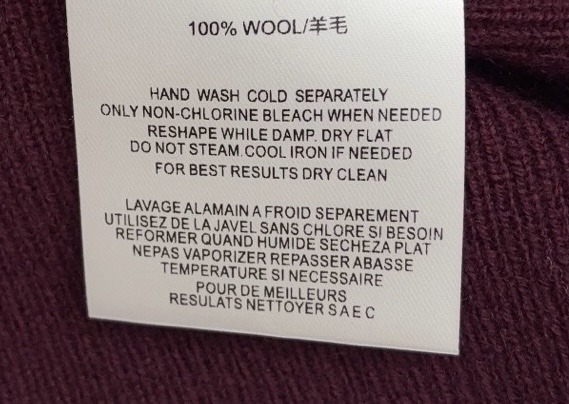 100% WOOL/羊毛
HAND WASH COLD SEPARATELY
ONLY NON-CHLORINE BLEACH WHEN NEEDED
RESHAPE WHILE DAMP. DRY FLAT
DO NOT STEAM.COOL IRON IF NEEDED
FOR BEST RESULTS DRY CLEAN
LAVAGE ALAMAIN A FROID SEPAREMENT
UTILISEZ DE LA JAVEL SANS CHLORE SI BESOIN
REFORMER QUAND HUMIDE SECHEZA PLAT
NEPAS VAPORIZER REPASSER ABASSE
TEMPERATURE SI NECESSAIRE
POUR DE MEILLEURS
RESULATS NETTOYER SAEC